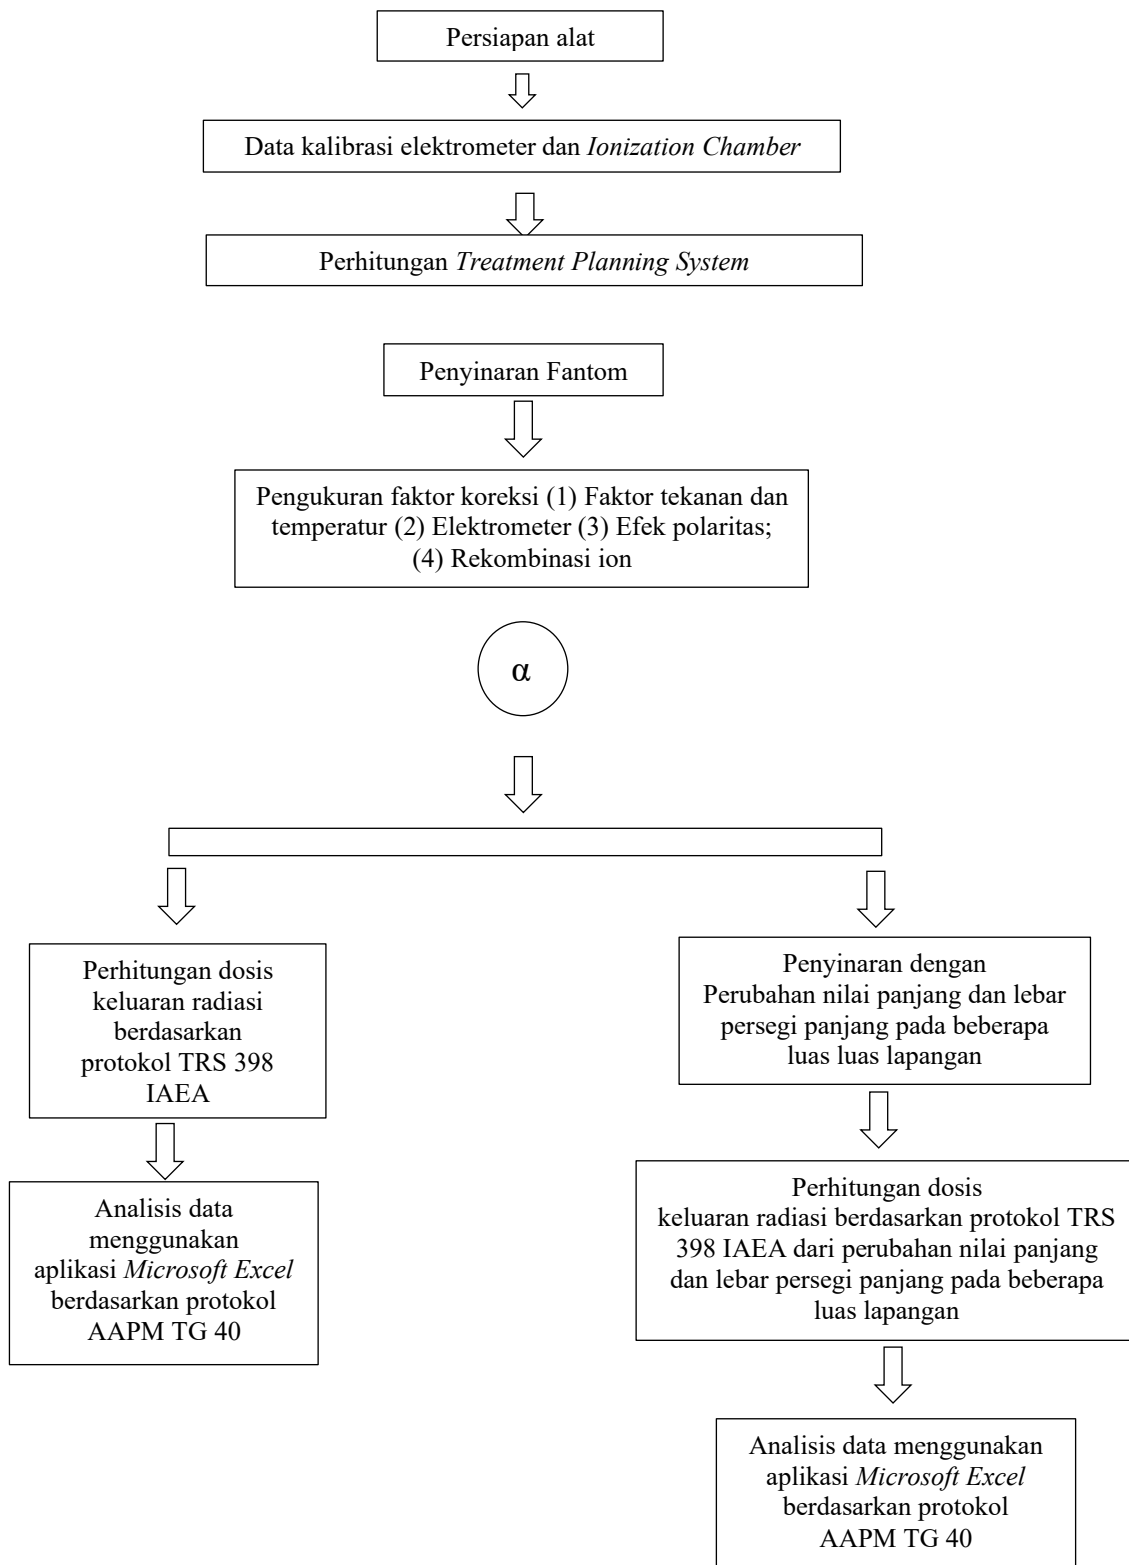 Persiapan alat
Data kalibrasi elektrometer dan Ionization Chamber
Perhitungan Treatment Planning System
Penyinaran Fantom
Pengukuran faktor koreksi (1) Faktor tekanan dan
temperatur (2) Elektrometer (3) Efek polaritas;
(4) Rekombinasi ion
α
Perhitungan dosis
keluaran radiasi
berdasarkan
protokol TRS 398
IAEA
Analisis data
menggunakan
aplikasi Microsoft Excel
berdasarkan protokol
AAPM TG 40
Penyinaran dengan
Perubahan nilai panjang dan lebar
persegi panjang pada beberapa
luas luas lapangan
Perhitungan dosis
keluaran radiasi berdasarkan protokol TRS
398 IAEA dari perubahan nilai panjang
dan lebar persegi panjang pada beberapa
luas lapangan
Analisis data menggunakan
aplikasi Microsoft Excel
berdasarkan protokol
AAPM TG 40